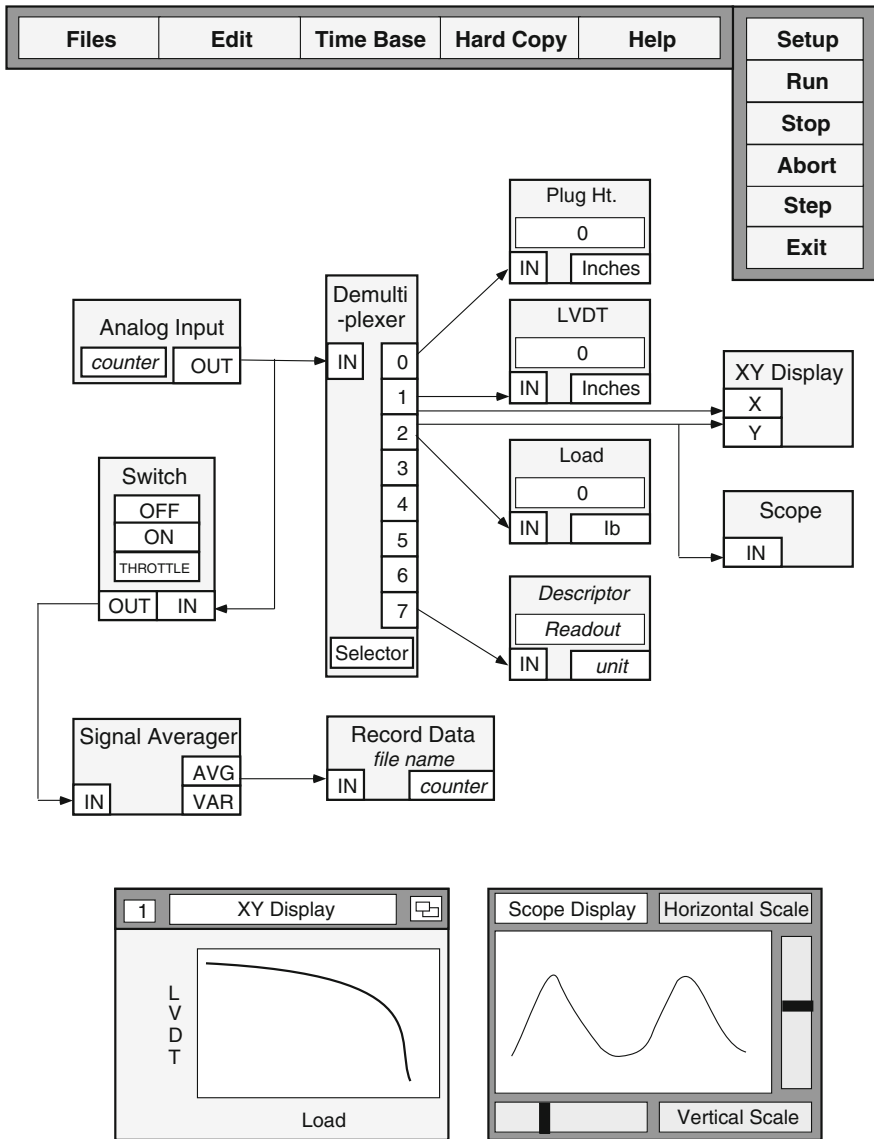 Files Edit Time Base Hard Copy Help
Setup
Run
Stop
Abort
Step
Exit
Plug Ht.
0
IN Inches
Analog Input
counter OUT
Demulti
-plexer
IN
0
1
2
3
4
5
6
7
Selector
LVDT
0
IN Inches
XY Display
X
Y
Switch
OFF
ON
THROTTLE
OUT IN
Load
0
IN lb
Scope
IN
Descriptor
Readout
IN unit
Signal Averager
AVG
IN VAR
Record Data
file name
IN counter
1 XY Display
L
V
D
T
Load
Scope Display Horizontal Scale
Vertical Scale